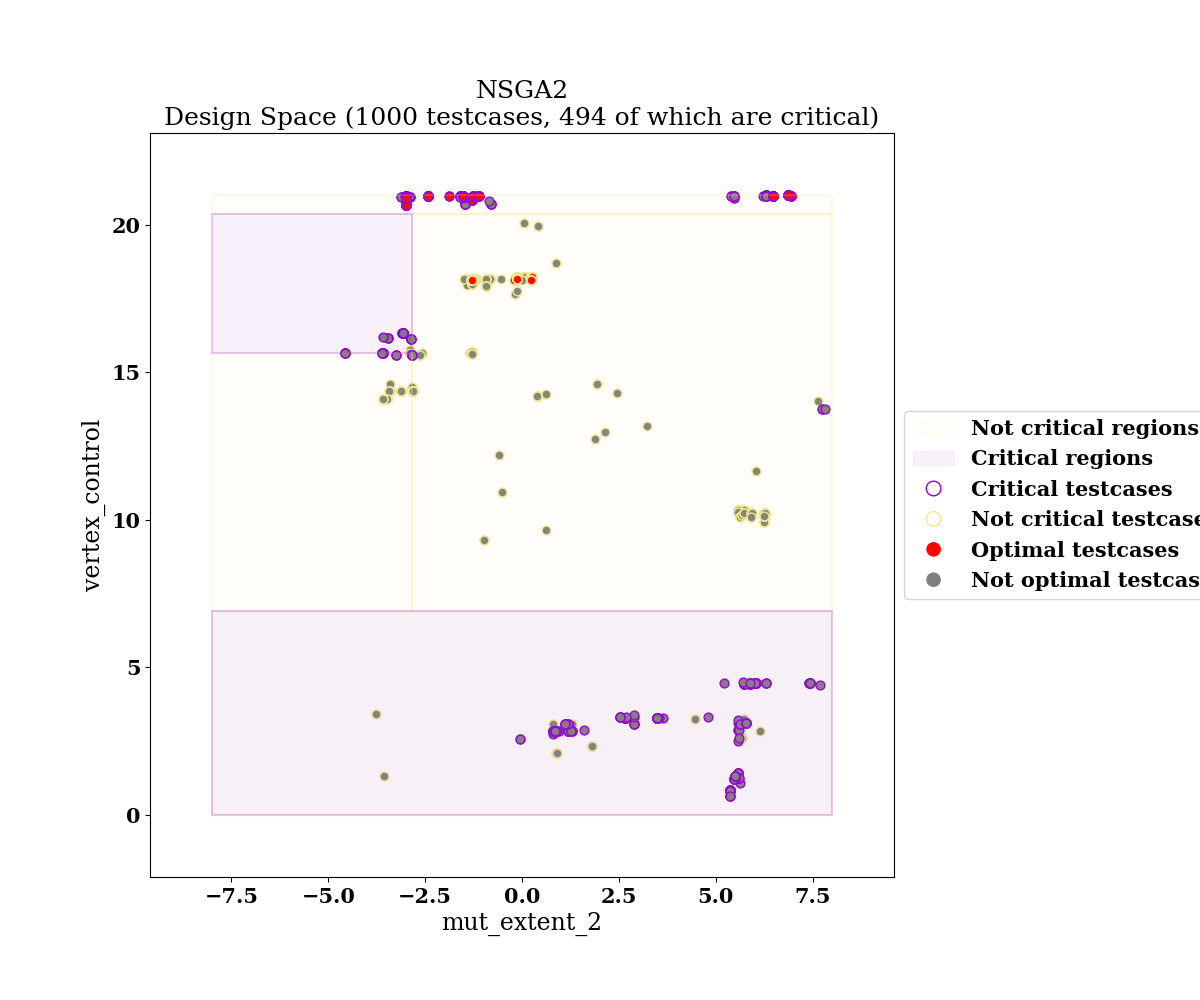 NSGA2
Design Space (1000 testcases, 494 of which are critical)
vertex_control
20
15
10
5
0
−7.5 −5.0 −2.5 0.0 2.5 5.0 7.5
mut_extent_2
Not critical regions
Critical regions
Critical testcases
Not critical testcase
Optimal testcases
Not optimal testcas